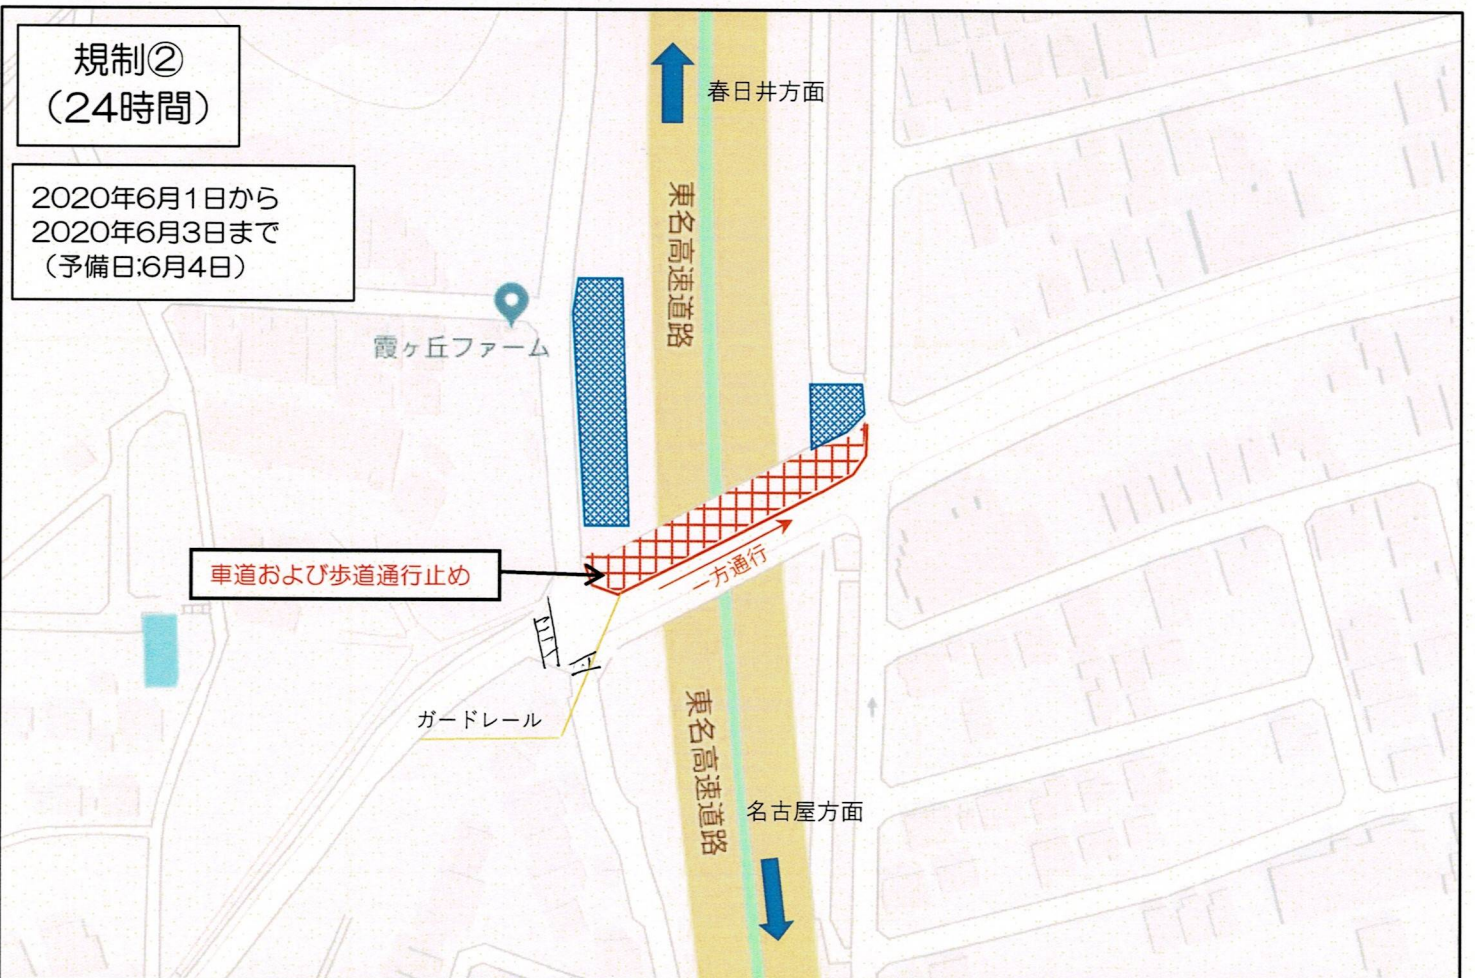 規制②
（24時間）
2020年6月1日から
2020年6月3日まで
（予備日;6月4日）
春日井方面
東名高速道路
霞ヶ丘ファーム
車道および歩道通行止め
一方通行
ガードレール
東名高速道路
名古屋方面